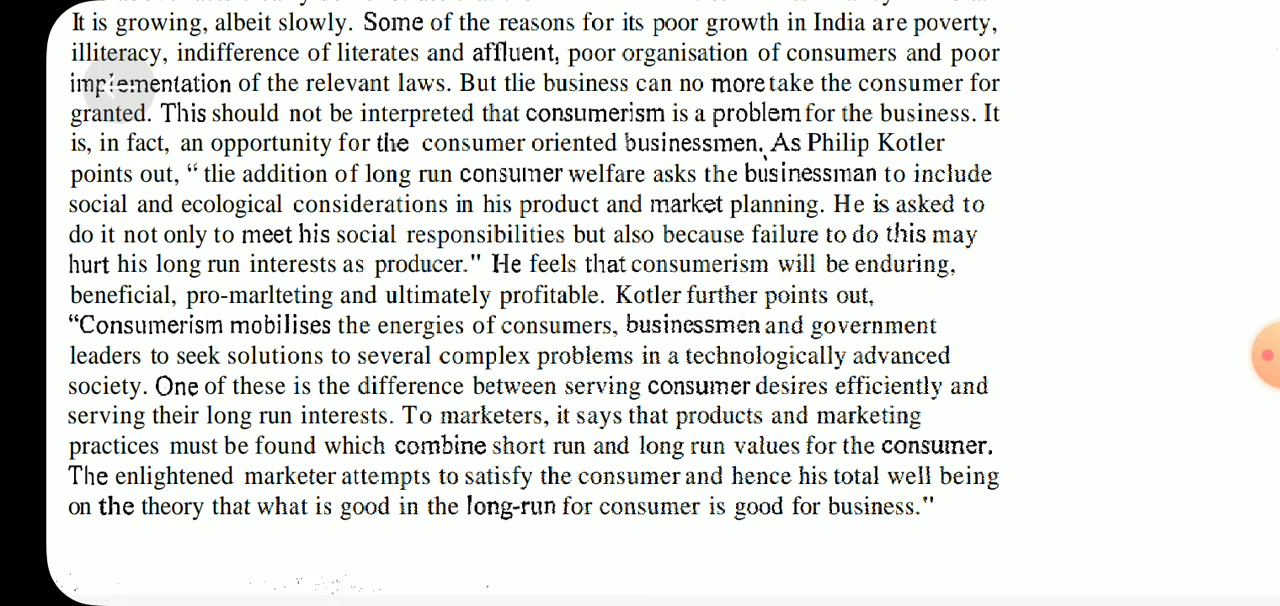 It is growing, albeit slowly. Some of the reasons for its poor growth in India are poverty,
illiteracy, indifference of literates and affluent, poor organisation of consumers and poor
implementation of the relevant laws. But tlie business can no more take the consumer for
granted. This should not be interpreted that consumerism is a problem for the business. It
is, in fact, an opportunity for the consumer oriented businessmen. As Philip Kotler
points out, “ tlie addition of long run consumer welfare asks the businessman to include
social and ecological considerations in his product and market planning. He is asked to
do it not only to meet his social responsibilities but also because failure to do this may
hurt his long run interests as producer." He feels that consumerism will be enduring,
beneficial, pro-marlteting and ultimately profitable. Kotler further points out,
“Consumerism mobilises the energies of consumers, businessmen and government
leaders to seek solutions to several complex problems in a technologically advanced
society. One of these is the difference between serving consumer desires efficiently and
serving their long run interests. To marketers, it says that products and marketing
practices must be found which combine short run and long run values for the consumer.
The enlightened marketer attempts to satisfy the consumer and hence his total well being
on the theory that what is good in the long-run for consumer is good for business."